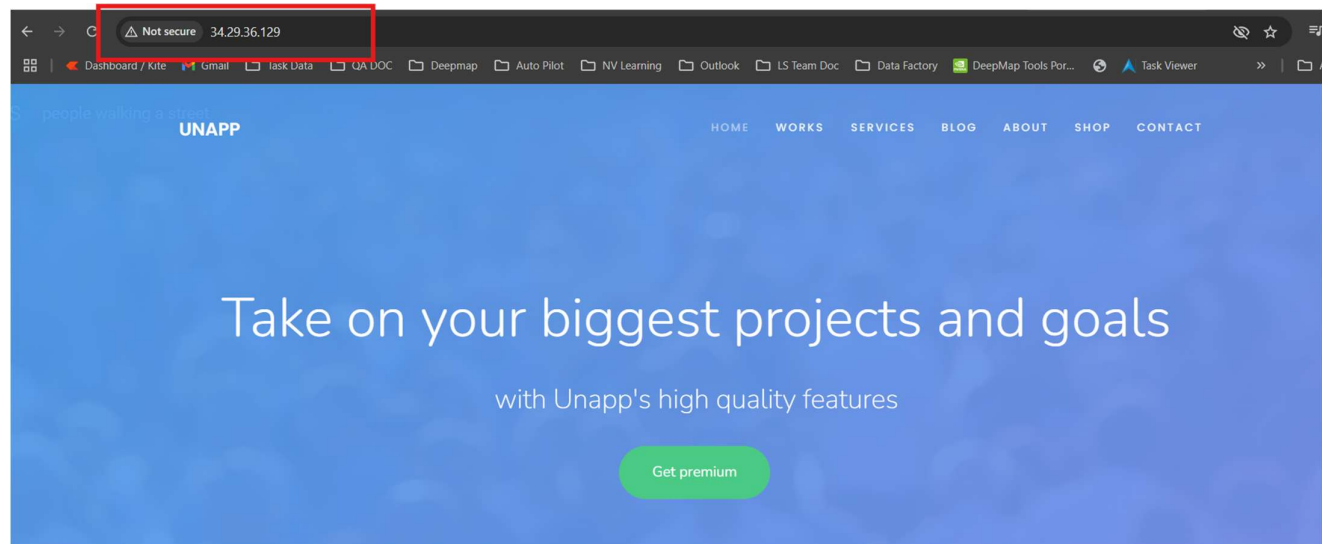 Not secure 34.29.36.129
Dashboard / Kite Gmail Task Data QA DOC Deepmap Auto Pilot NV Learning Outlook LS Team Doc Data Factory DeepMap Tools Por... Task Viewer »
people walking a street
UNAPP HOME WORKS SERVICES BLOG ABOUT SHOP CONTACT
Take on your biggest projects and goals
with Unapp's high quality features
Get premium